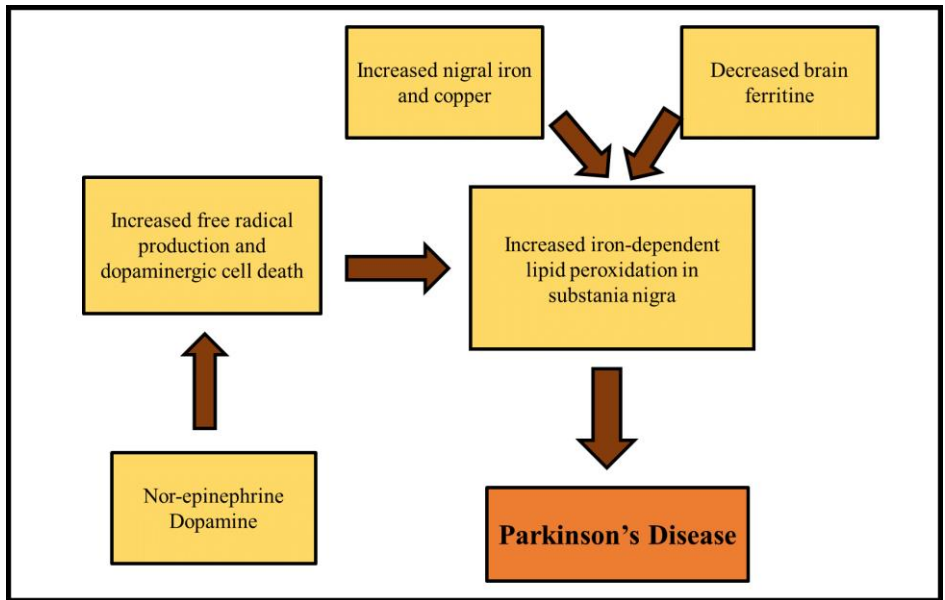 Increased nigral iron
and copper
Decreased brain
ferritine
Increased free radical
production and
dopaminergic cell death
Increased iron-dependent
lipid peroxidation in
substania nigra
Nor-epinephrine
Dopamine
Parkinson’s Disease